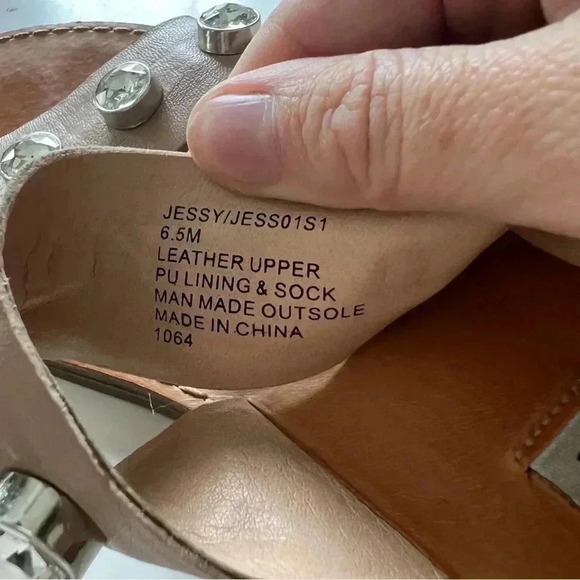 JESSY/JESS01S1
6.5M
LEATHER UPPER
PU LINING & SOCK
MAN MADE OUTSOLE
MADE IN CHINA
1064